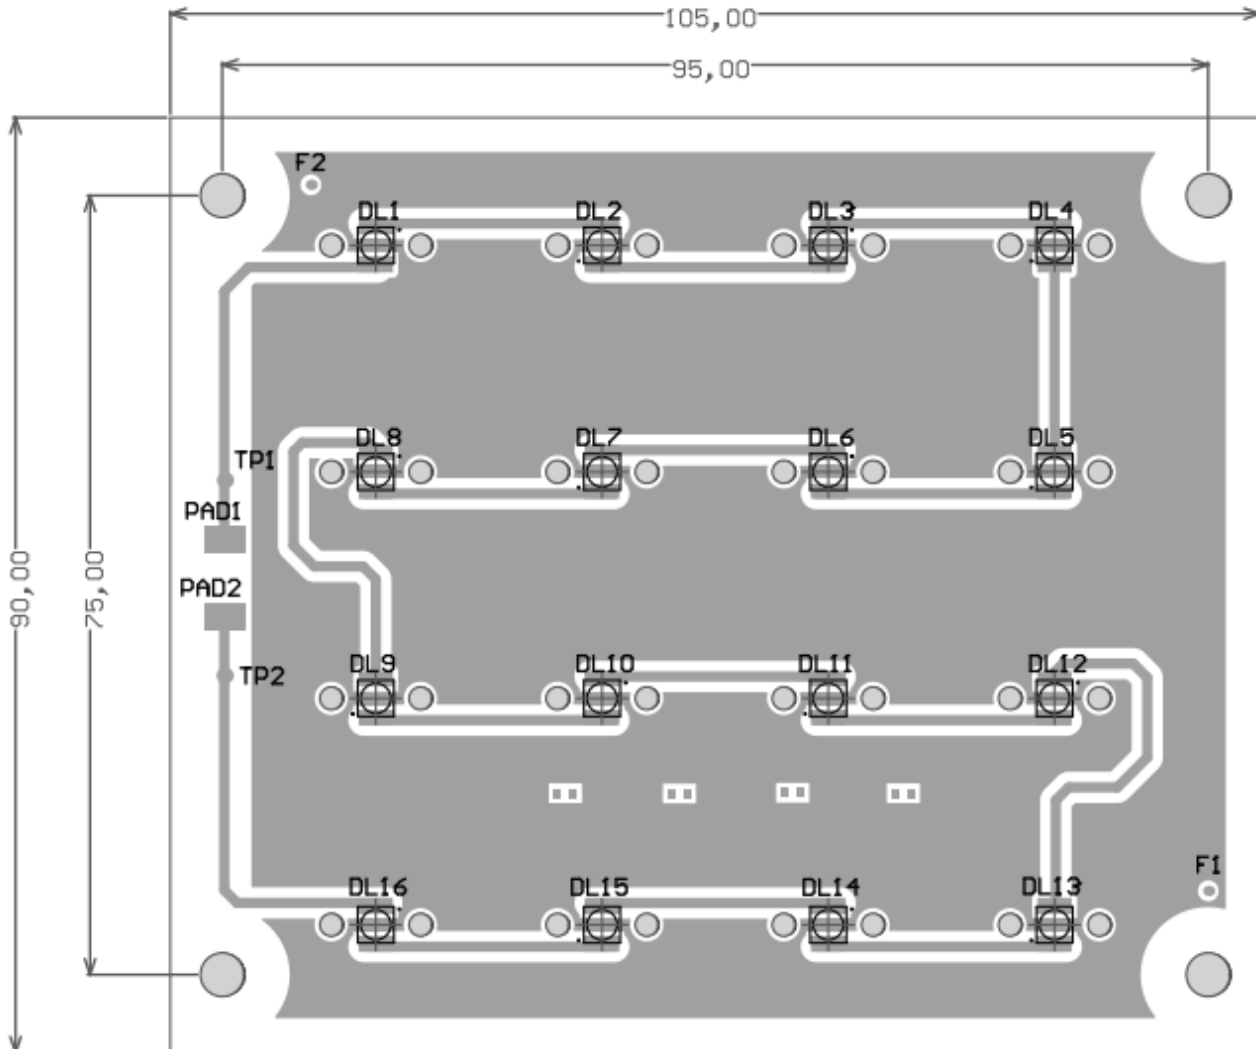 105,00
95,00
F2
DL1 DL2 DL3 DL4
DL8 DL7 DL6 DL5
TP1
PAD1
90,00
75,00
PAD2
DL9 DL10 DL11 DL12
TP2
F1
DL16 DL15 DL14 DL13